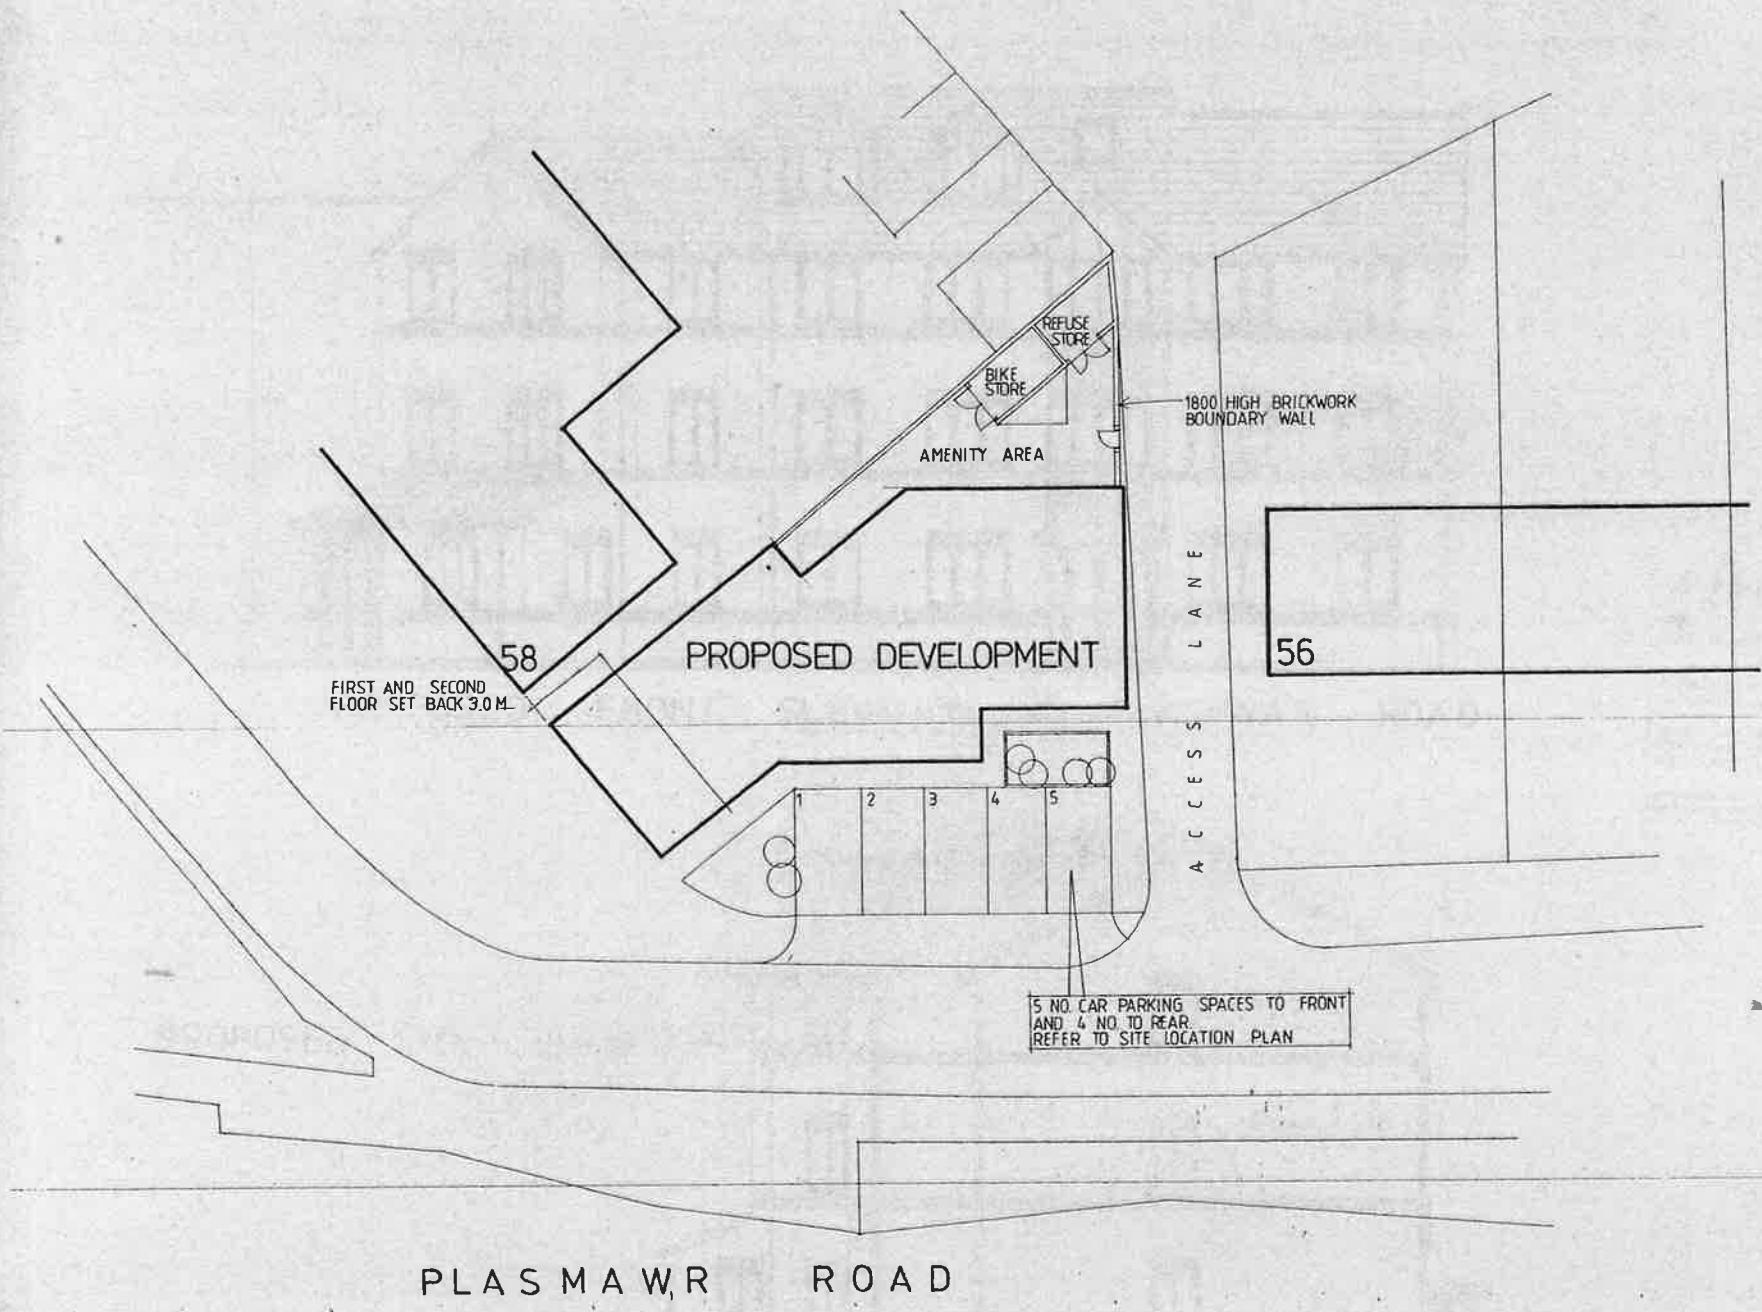 REFUSE
STORE
BIKE
STORE
1800 HIGH BRICKWORK
BOUNDARY WALL
AMENITY AREA
ACCESS LANE
58
PROPOSED DEVELOPMENT
56
FIRST AND SECOND
FLOOR SET BACK 3.0 M
1 2 3 4 5
5 NO. CAR PARKING SPACES TO FRONT
AND 4 NO. TO REAR.
REFER TO SITE LOCATION PLAN
PLASMAWR ROAD